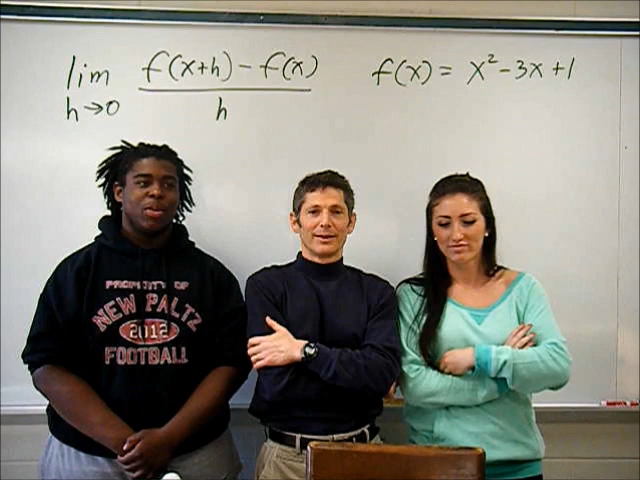 lim f(x+h) - f(x) f(x) = x² - 3x + 1
h→0 h
PROPERTY OF
NEW PALTZ
2012
FOOTBALL